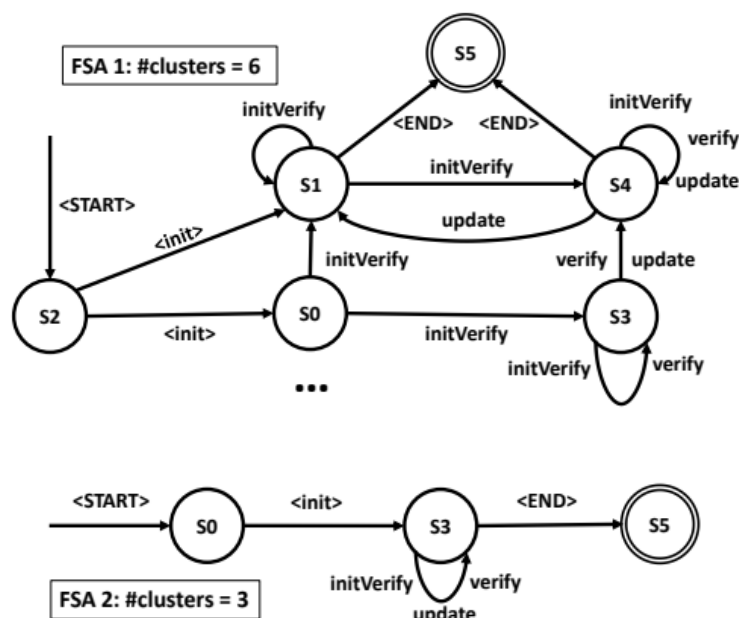 FSA 1: #clusters = 6
S5
initVerify
<END>
<END>
initVerify
verify
update
<START>
S1
initVerify
S4
<init>
update
initVerify
verify
update
S2
<init>
S0
initVerify
S3
initVerify
verify
...
<START>
S0
<init>
S3
<END>
S5
initVerify
verify
update
FSA 2: #clusters = 3